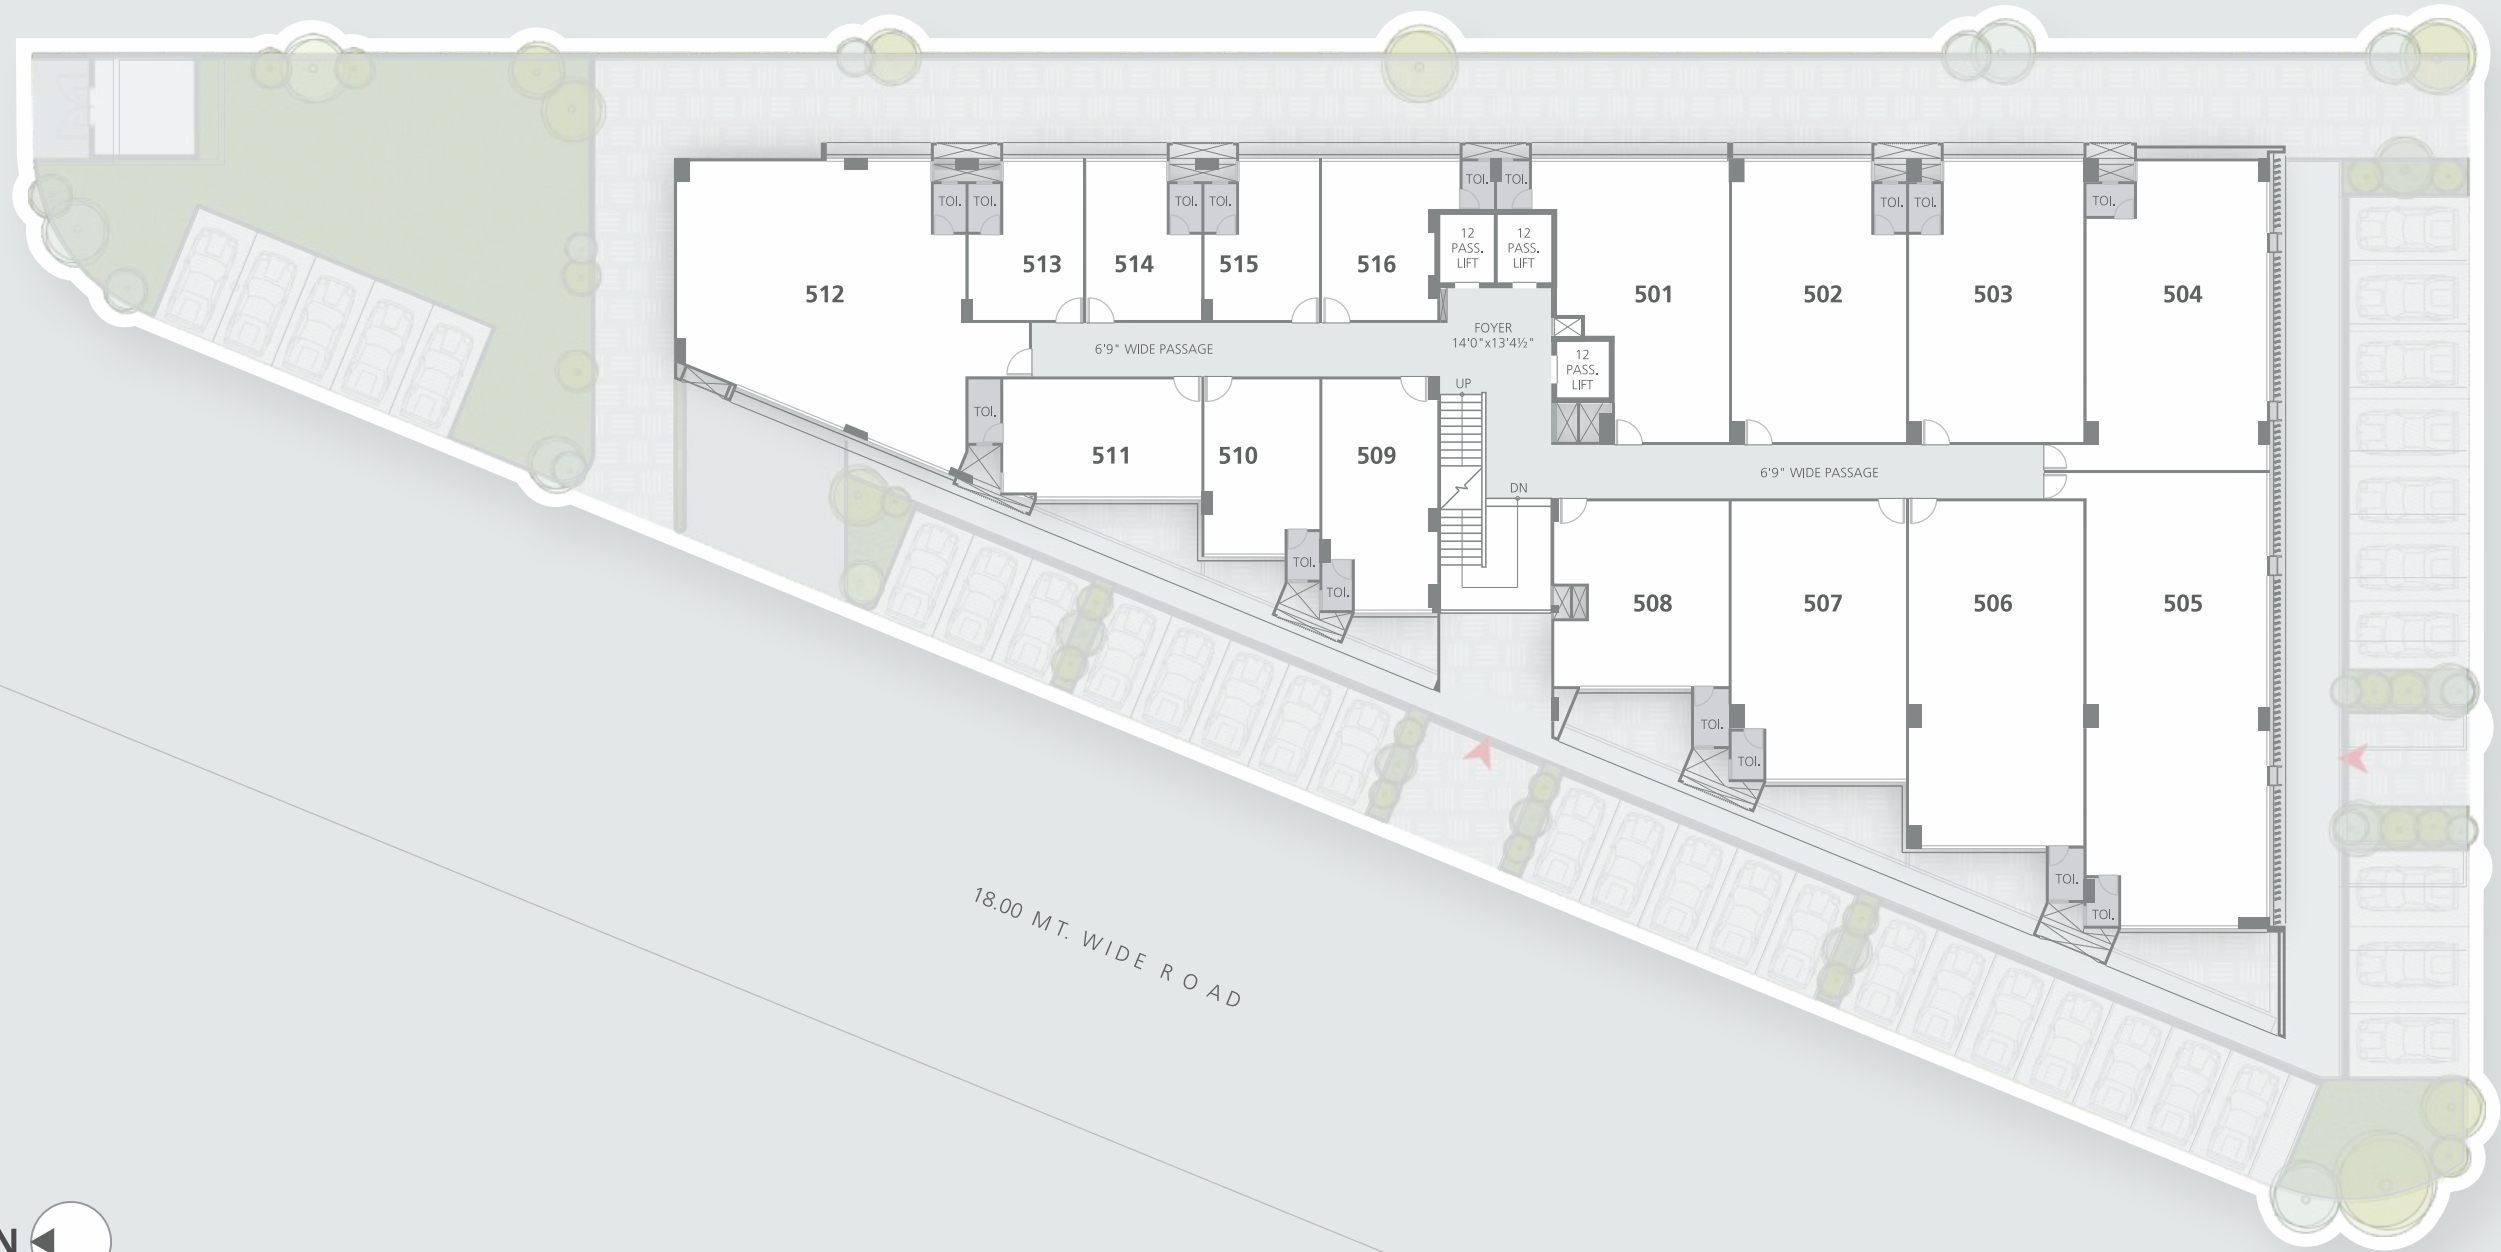 TOI. TOI.
TOI. TOI.
TOI. TOI.
TOI. TOI.
TOI.
12
PASS.
LIFT
12
PASS.
LIFT
513
514
515
516
512
501
502
503
504
FOYER
14'0"x13'4½"
6'9" WIDE PASSAGE
12
PASS.
LIFT
UP
TOI.
511
510
509
6'9" WIDE PASSAGE
DN
TOI.
TOI.
508
507
506
505
TOI.
TOI.
TOI.
TOI.
18.00 MT. WIDE ROAD
N